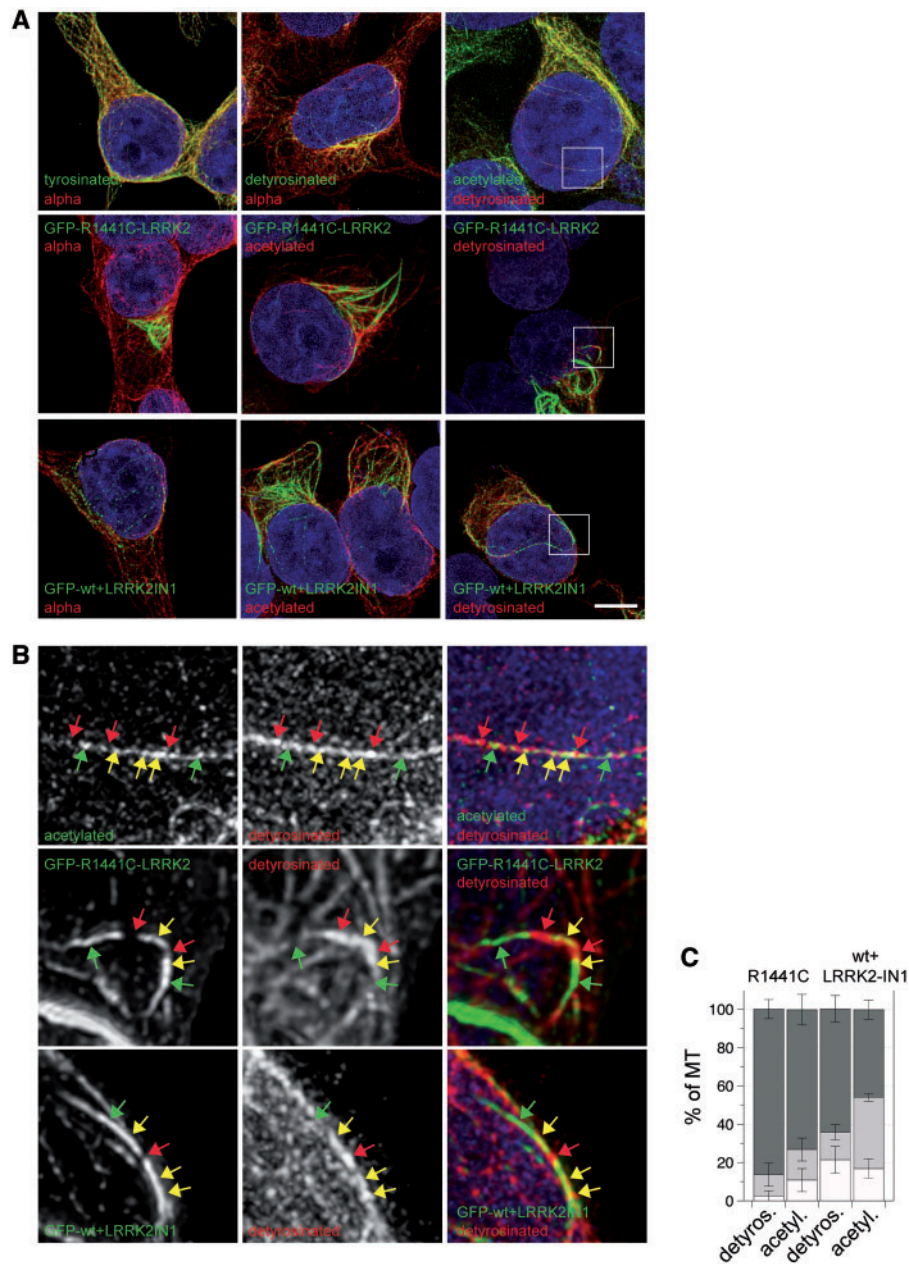 A
tyrosinated
alpha
detyrosinated
alpha
acetylated
detyrosinated
GFP-R1441C-LRRK2
alpha
GFP-R1441C-LRRK2
acetylated
GFP-R1441C-LRRK2
detyrosinated
GFP-wt+LRRK2IN1
alpha
GFP-wt+LRRK2IN1
acetylated
GFP-wt+LRRK2IN1
detyrosinated
B
acetylated
detyrosinated
acetylated
detyrosinated
GFP-R1441C-LRRK2
detyrosinated
GFP-R1441C-LRRK2
detyrosinated
GFP-wt+LRRK2IN1
detyrosinated
GFP-wt+LRRK2IN1
detyrosinated
C
R1441C
wt+
LRRK2-IN1
% of MT
100
80
60
40
20
0
detyros.
acetyl.
detyros.
acetyl.